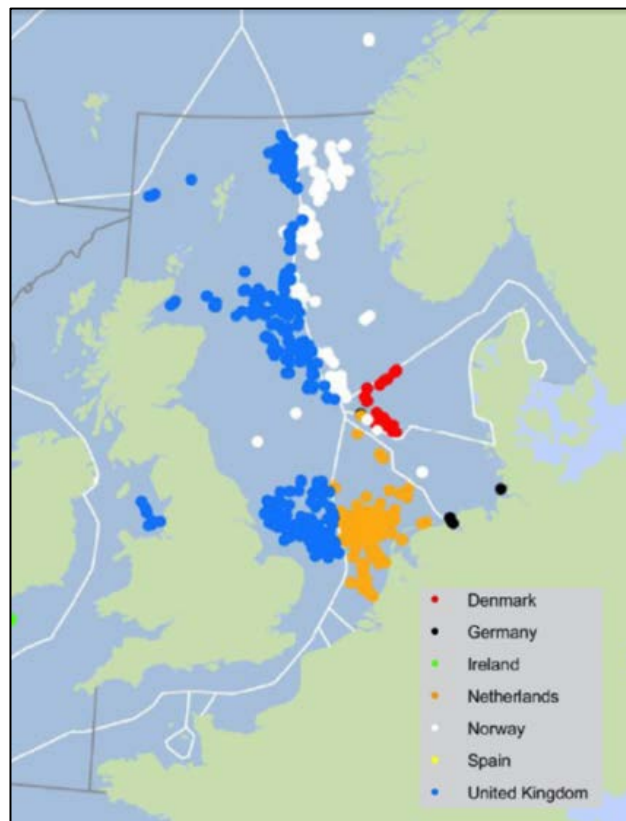 Denmark
Germany
Ireland
Netherlands
Norway
Spain
United Kingdom